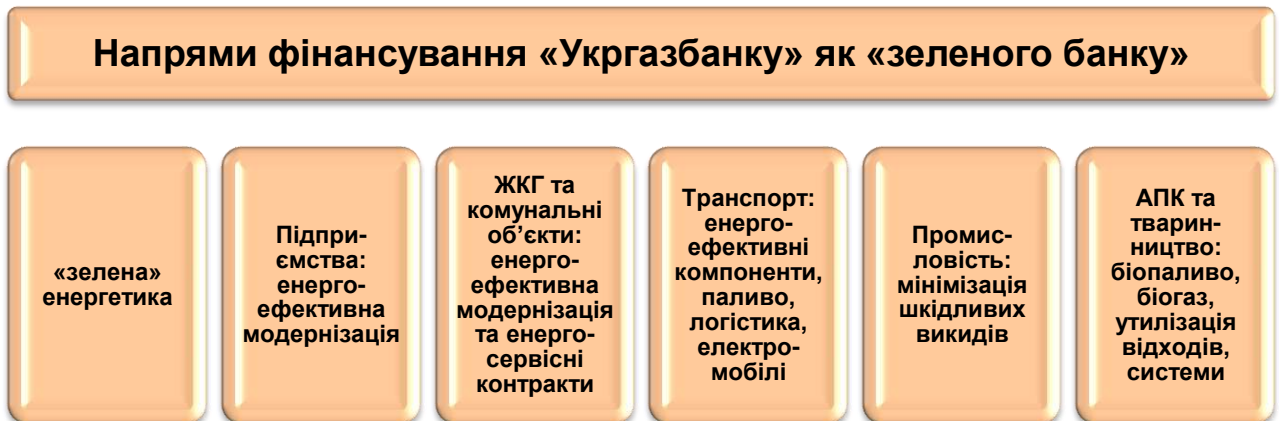 Напрями фінансування «Укргазбанку» як «зеленого банку»
«зелена»
енергетика
Підпри-
ємства:
енерго-
ефективна
модернізація
ЖКГ та
комунальні
об’єкти:
енерго-
ефективна
модернізація
та енерго-
сервісні
контракти
Транспорт:
енерго-
ефективні
компоненти,
паливо,
логістика,
електро-
мобілі
Промис-
ловість:
мінімізація
шкідливих
викидів
АПК та
тварин-
ництво:
біопаливо,
біогаз,
утилізація
відходів,
системи